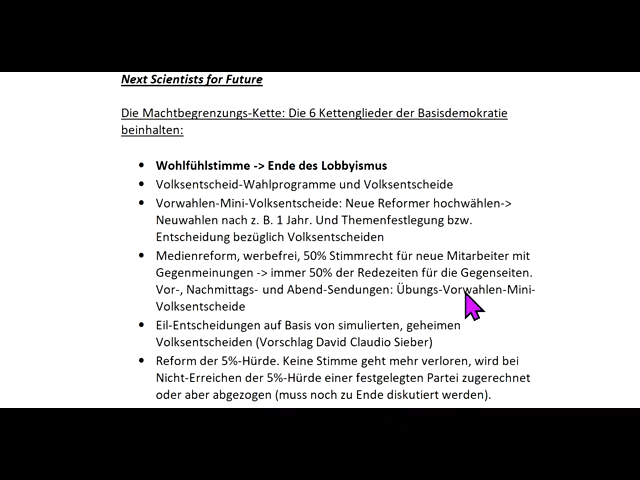 Next Scientists for Future
Die Machtbegrenzungs-Kette: Die 6 Kettenglieder der Basisdemokratie
beinhalten:
• Wohlfühlstimme -> Ende des Lobbyismus
• Volksentscheid-Wahlprogramme und Volksentscheide
• Vorwahlen-Mini-Volksentscheide: Neue Reformer hochwählen->
Neuwahlen nach z. B. 1 Jahr. Und Themenfestlegung bzw.
Entscheidung bezüglich Volksentscheiden
• Medienreform, werbefrei, 50% Stimmrecht für neue Mitarbeiter mit
Gegenmeinungen -> immer 50% der Redezeiten für die Gegenseiten.
Vor-, Nachmittags- und Abend-Sendungen: Übungs-Vorwahlen-Mini-
Volksentscheide
• Eil-Entscheidungen auf Basis von simulierten, geheimen
Volksentscheiden (Vorschlag David Claudio Sieber)
• Reform der 5%-Hürde. Keine Stimme geht mehr verloren, wird bei
Nicht-Erreichen der 5%-Hürde einer festgelegten Partei zugerechnet
oder aber abgezogen (muss noch zu Ende diskutiert werden).